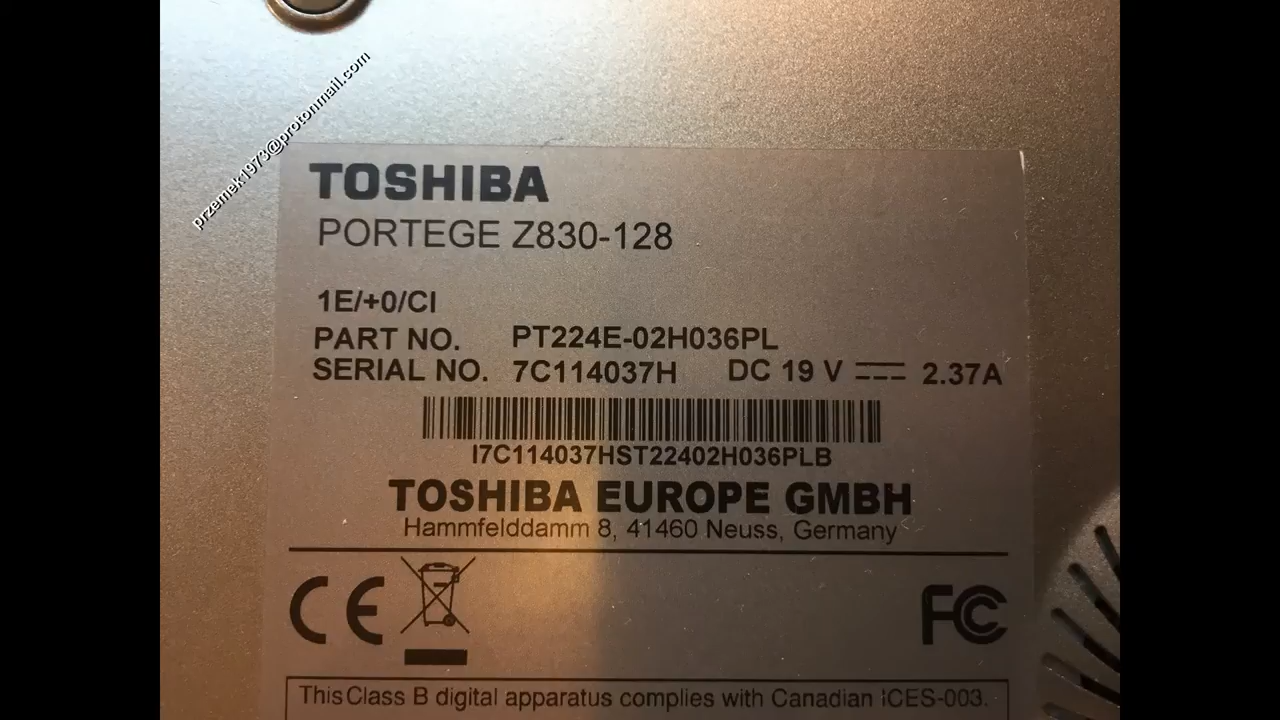 przemek1973@protonmail.com
TOSHIBA
PORTEGE Z830-128
1E/+0/CI
PART NO. PT224E-02H036PL
SERIAL NO. 7C114037H DC 19 V 2.37A
I7C114037HST22402H036PLB
TOSHIBA EUROPE GMBH
Hammfelddamm 8, 41460 Neuss, Germany
CE
FC
This Class B digital apparatus complies with Canadian ICES-003.